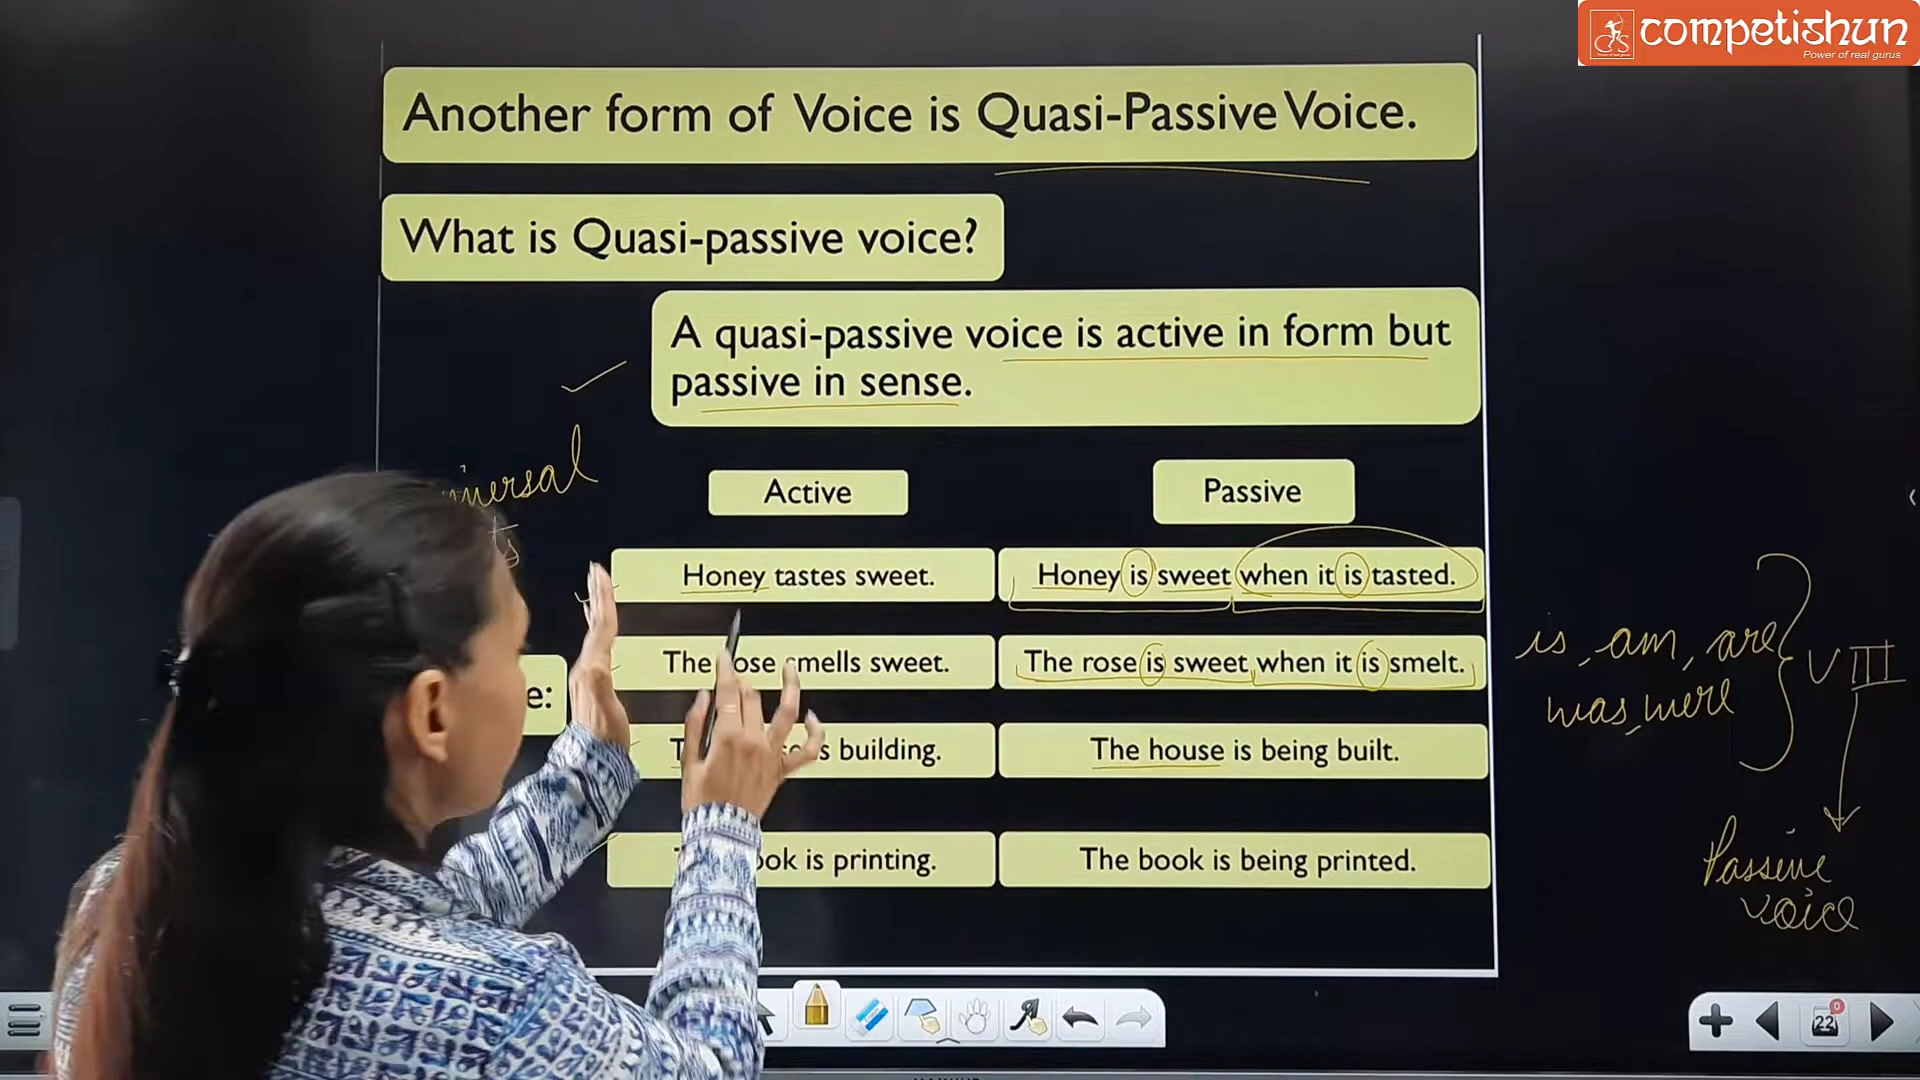 competishun
Power of real gurus
Another form of Voice is Quasi-Passive Voice.
What is Quasi-passive voice?
A quasi-passive voice is active in form but
passive in sense.
Active
Passive
Honey tastes sweet.
Honey is sweet when it is tasted.
The rose smells sweet.
The rose is sweet when it is smelt.
e:
building.
The house is being built.
is printing.
The book is being printed.
is, am, are
was, were
V III
Passive
voice
22
0